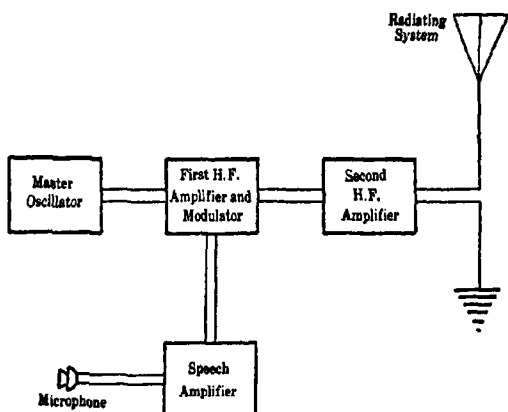 Radiating
System
Master
Oscillator
First H.F.
Amplifier and
Modulator
Second
H.F.
Amplifier
Speech
Amplifier
Microphone